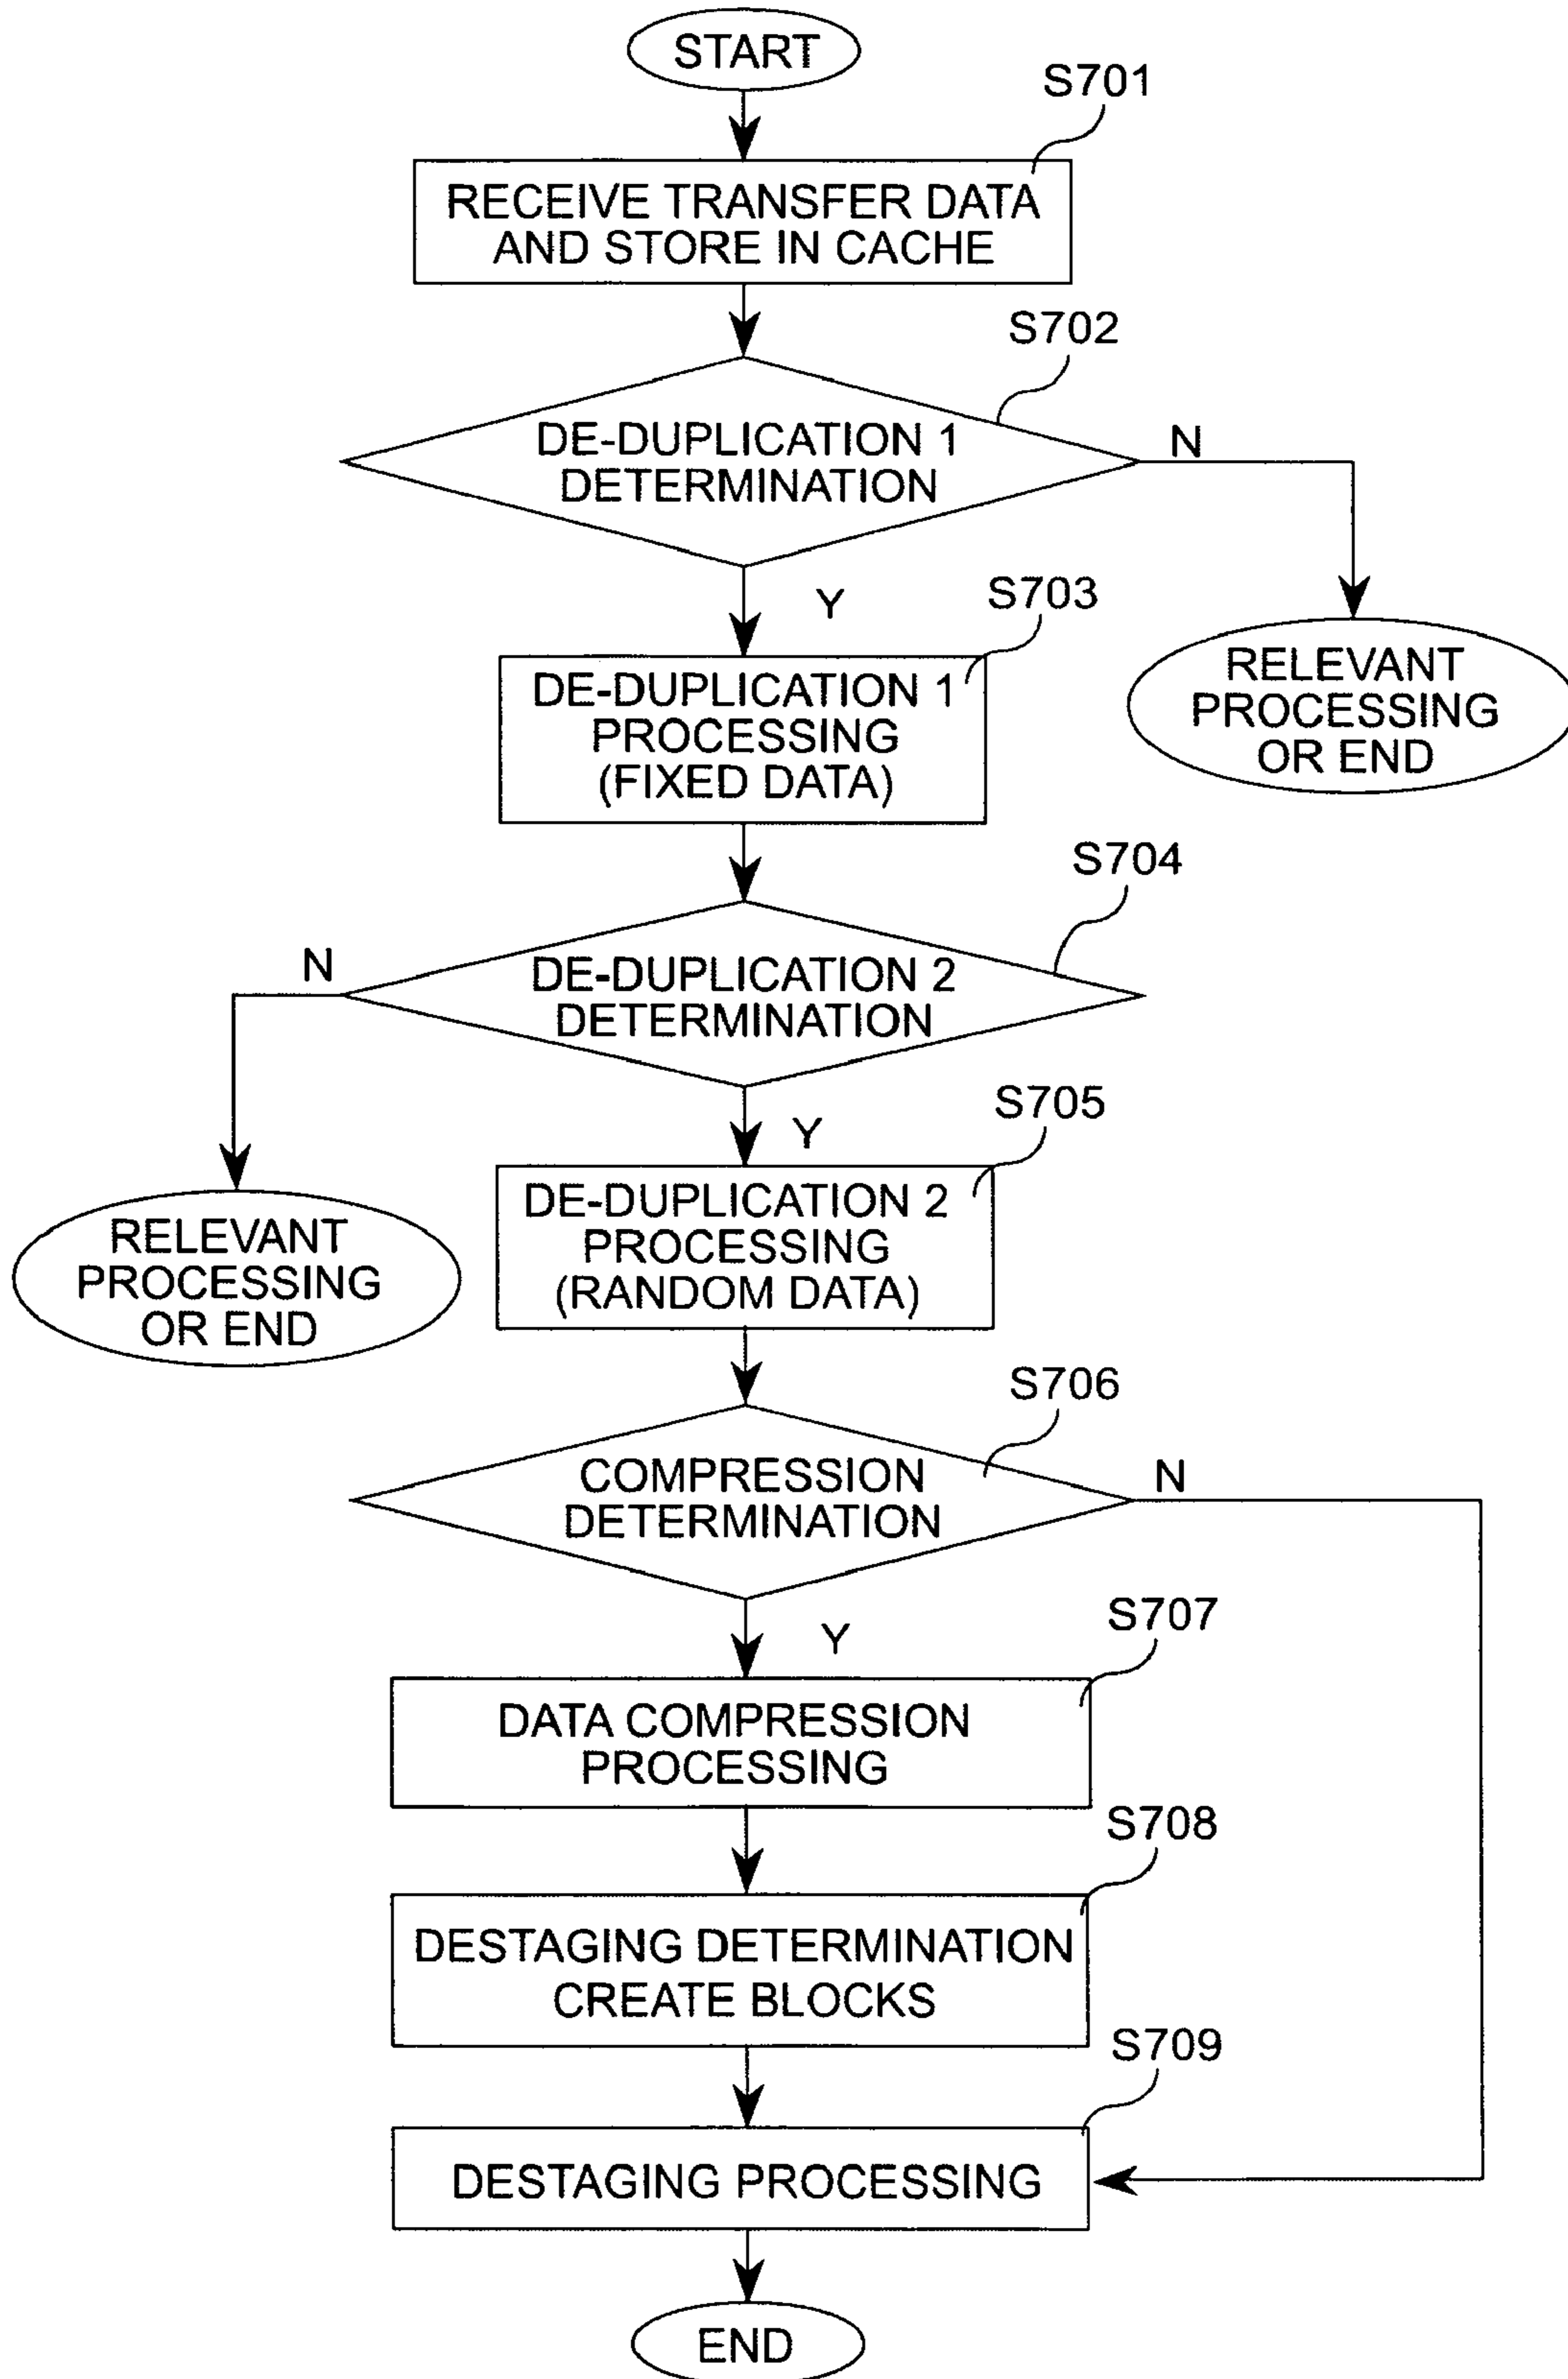 START
S701
RECEIVE TRANSFER DATA
AND STORE IN CACHE
S702
DE-DUPLICATION 1
DETERMINATION
N
Y
S703
DE-DUPLICATION 1
PROCESSING
(FIXED DATA)
RELEVANT
PROCESSING
OR END
S704
N
DE-DUPLICATION 2
DETERMINATION
Y
S705
DE-DUPLICATION 2
PROCESSING
(RANDOM DATA)
RELEVANT
PROCESSING
OR END
S706
COMPRESSION
DETERMINATION
N
Y
S707
DATA COMPRESSION
PROCESSING
S708
DESTAGING DETERMINATION
CREATE BLOCKS
S709
DESTAGING PROCESSING
END